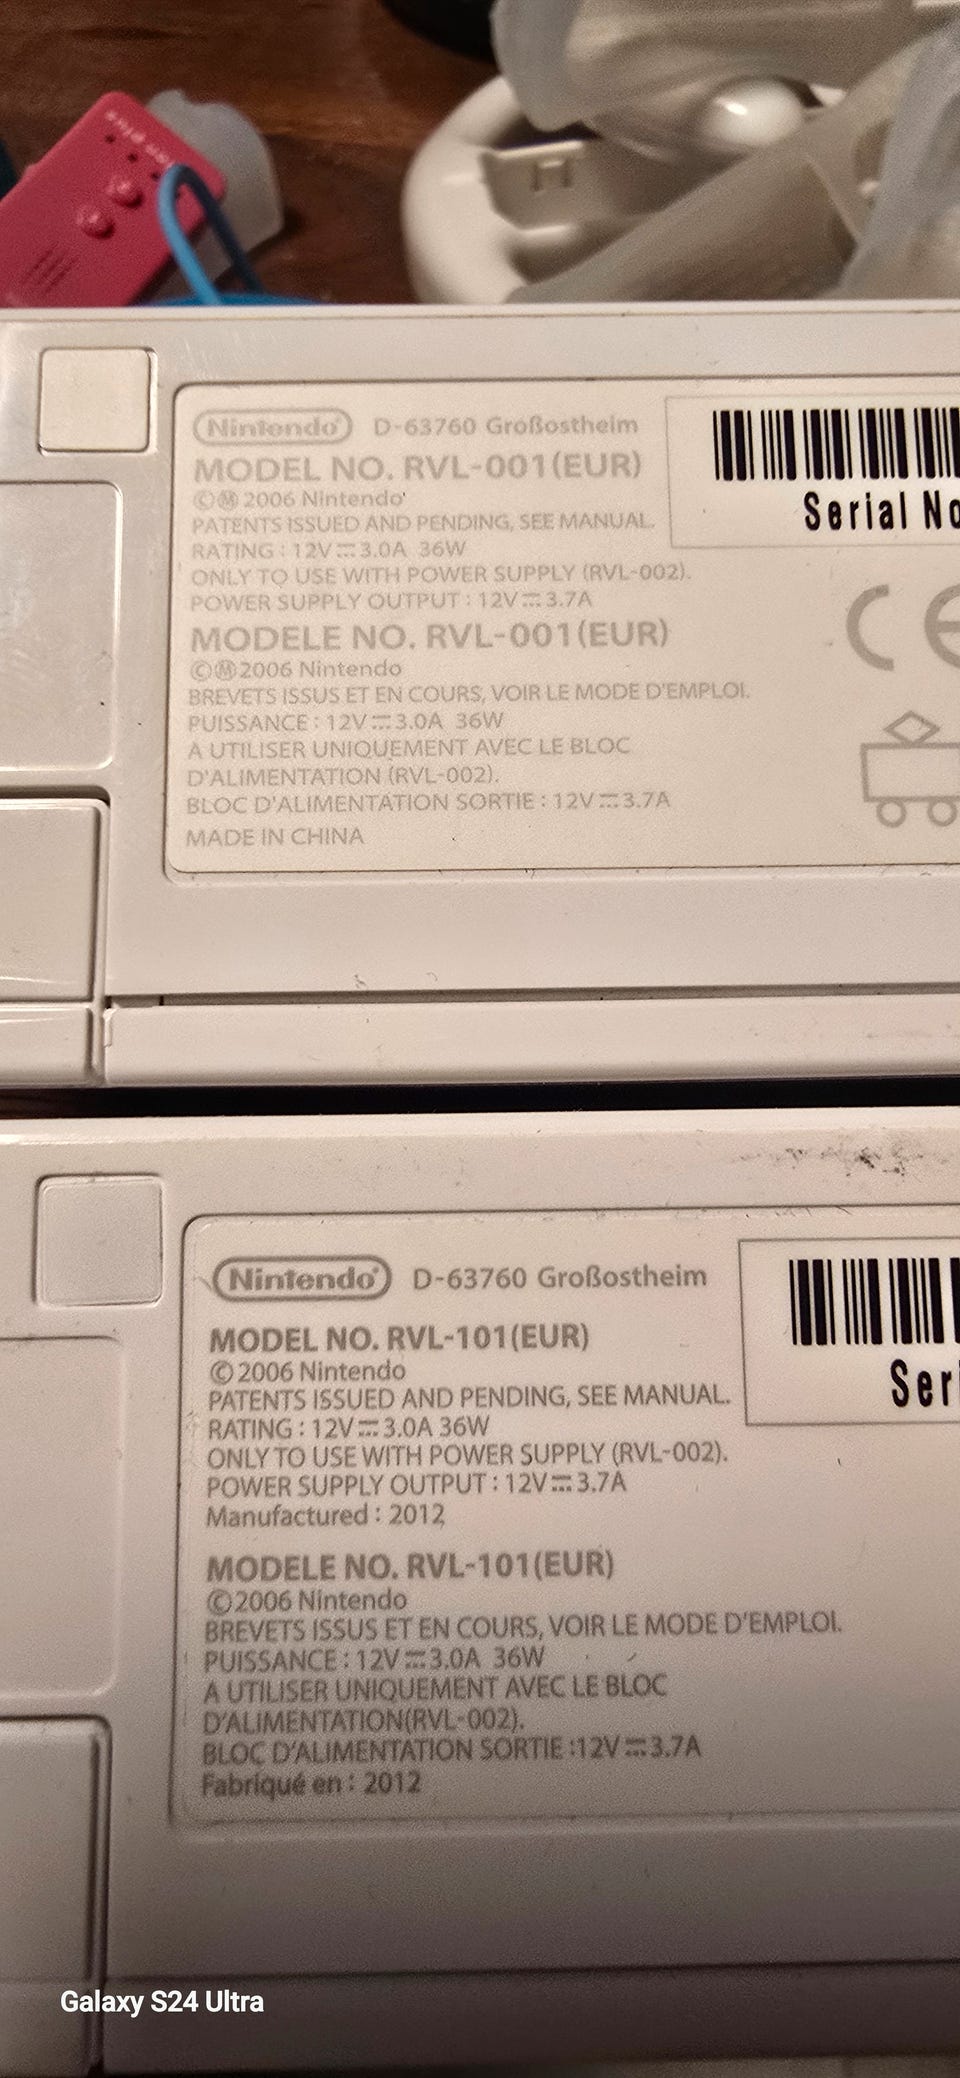 Nintendo® D-63760 Großostheim
MODEL NO. RVL-001(EUR)
©Ⓜ 2006 Nintendo
PATENTS ISSUED AND PENDING, SEE MANUAL.
RATING : 12V⎓3.0A 36W
ONLY TO USE WITH POWER SUPPLY (RVL-002).
POWER SUPPLY OUTPUT : 12V⎓3.7A
MODELE NO. RVL-001(EUR)
©Ⓜ2006 Nintendo
BREVETS ISSUS ET EN COURS, VOIR LE MODE D'EMPLOI.
PUISSANCE : 12V⎓3.0A 36W
A UTILISER UNIQUEMENT AVEC LE BLOC
D'ALIMENTATION (RVL-002).
BLOC D'ALIMENTATION SORTIE : 12V⎓3.7A
MADE IN CHINA
Serial No
CE
Nintendo® D-63760 Großostheim
MODEL NO. RVL-101(EUR)
©2006 Nintendo
PATENTS ISSUED AND PENDING, SEE MANUAL.
RATING : 12V⎓3.0A 36W
ONLY TO USE WITH POWER SUPPLY (RVL-002).
POWER SUPPLY OUTPUT : 12V⎓3.7A
Manufactured : 2012
MODELE NO. RVL-101(EUR)
©2006 Nintendo
BREVETS ISSUS ET EN COURS, VOIR LE MODE D'EMPLOI.
PUISSANCE : 12V⎓3.0A 36W
A UTILISER UNIQUEMENT AVEC LE BLOC
D'ALIMENTATION(RVL-002).
BLOC D'ALIMENTATION SORTIE :12V⎓3.7A
Fabriqué en : 2012
Seri
Galaxy S24 Ultra